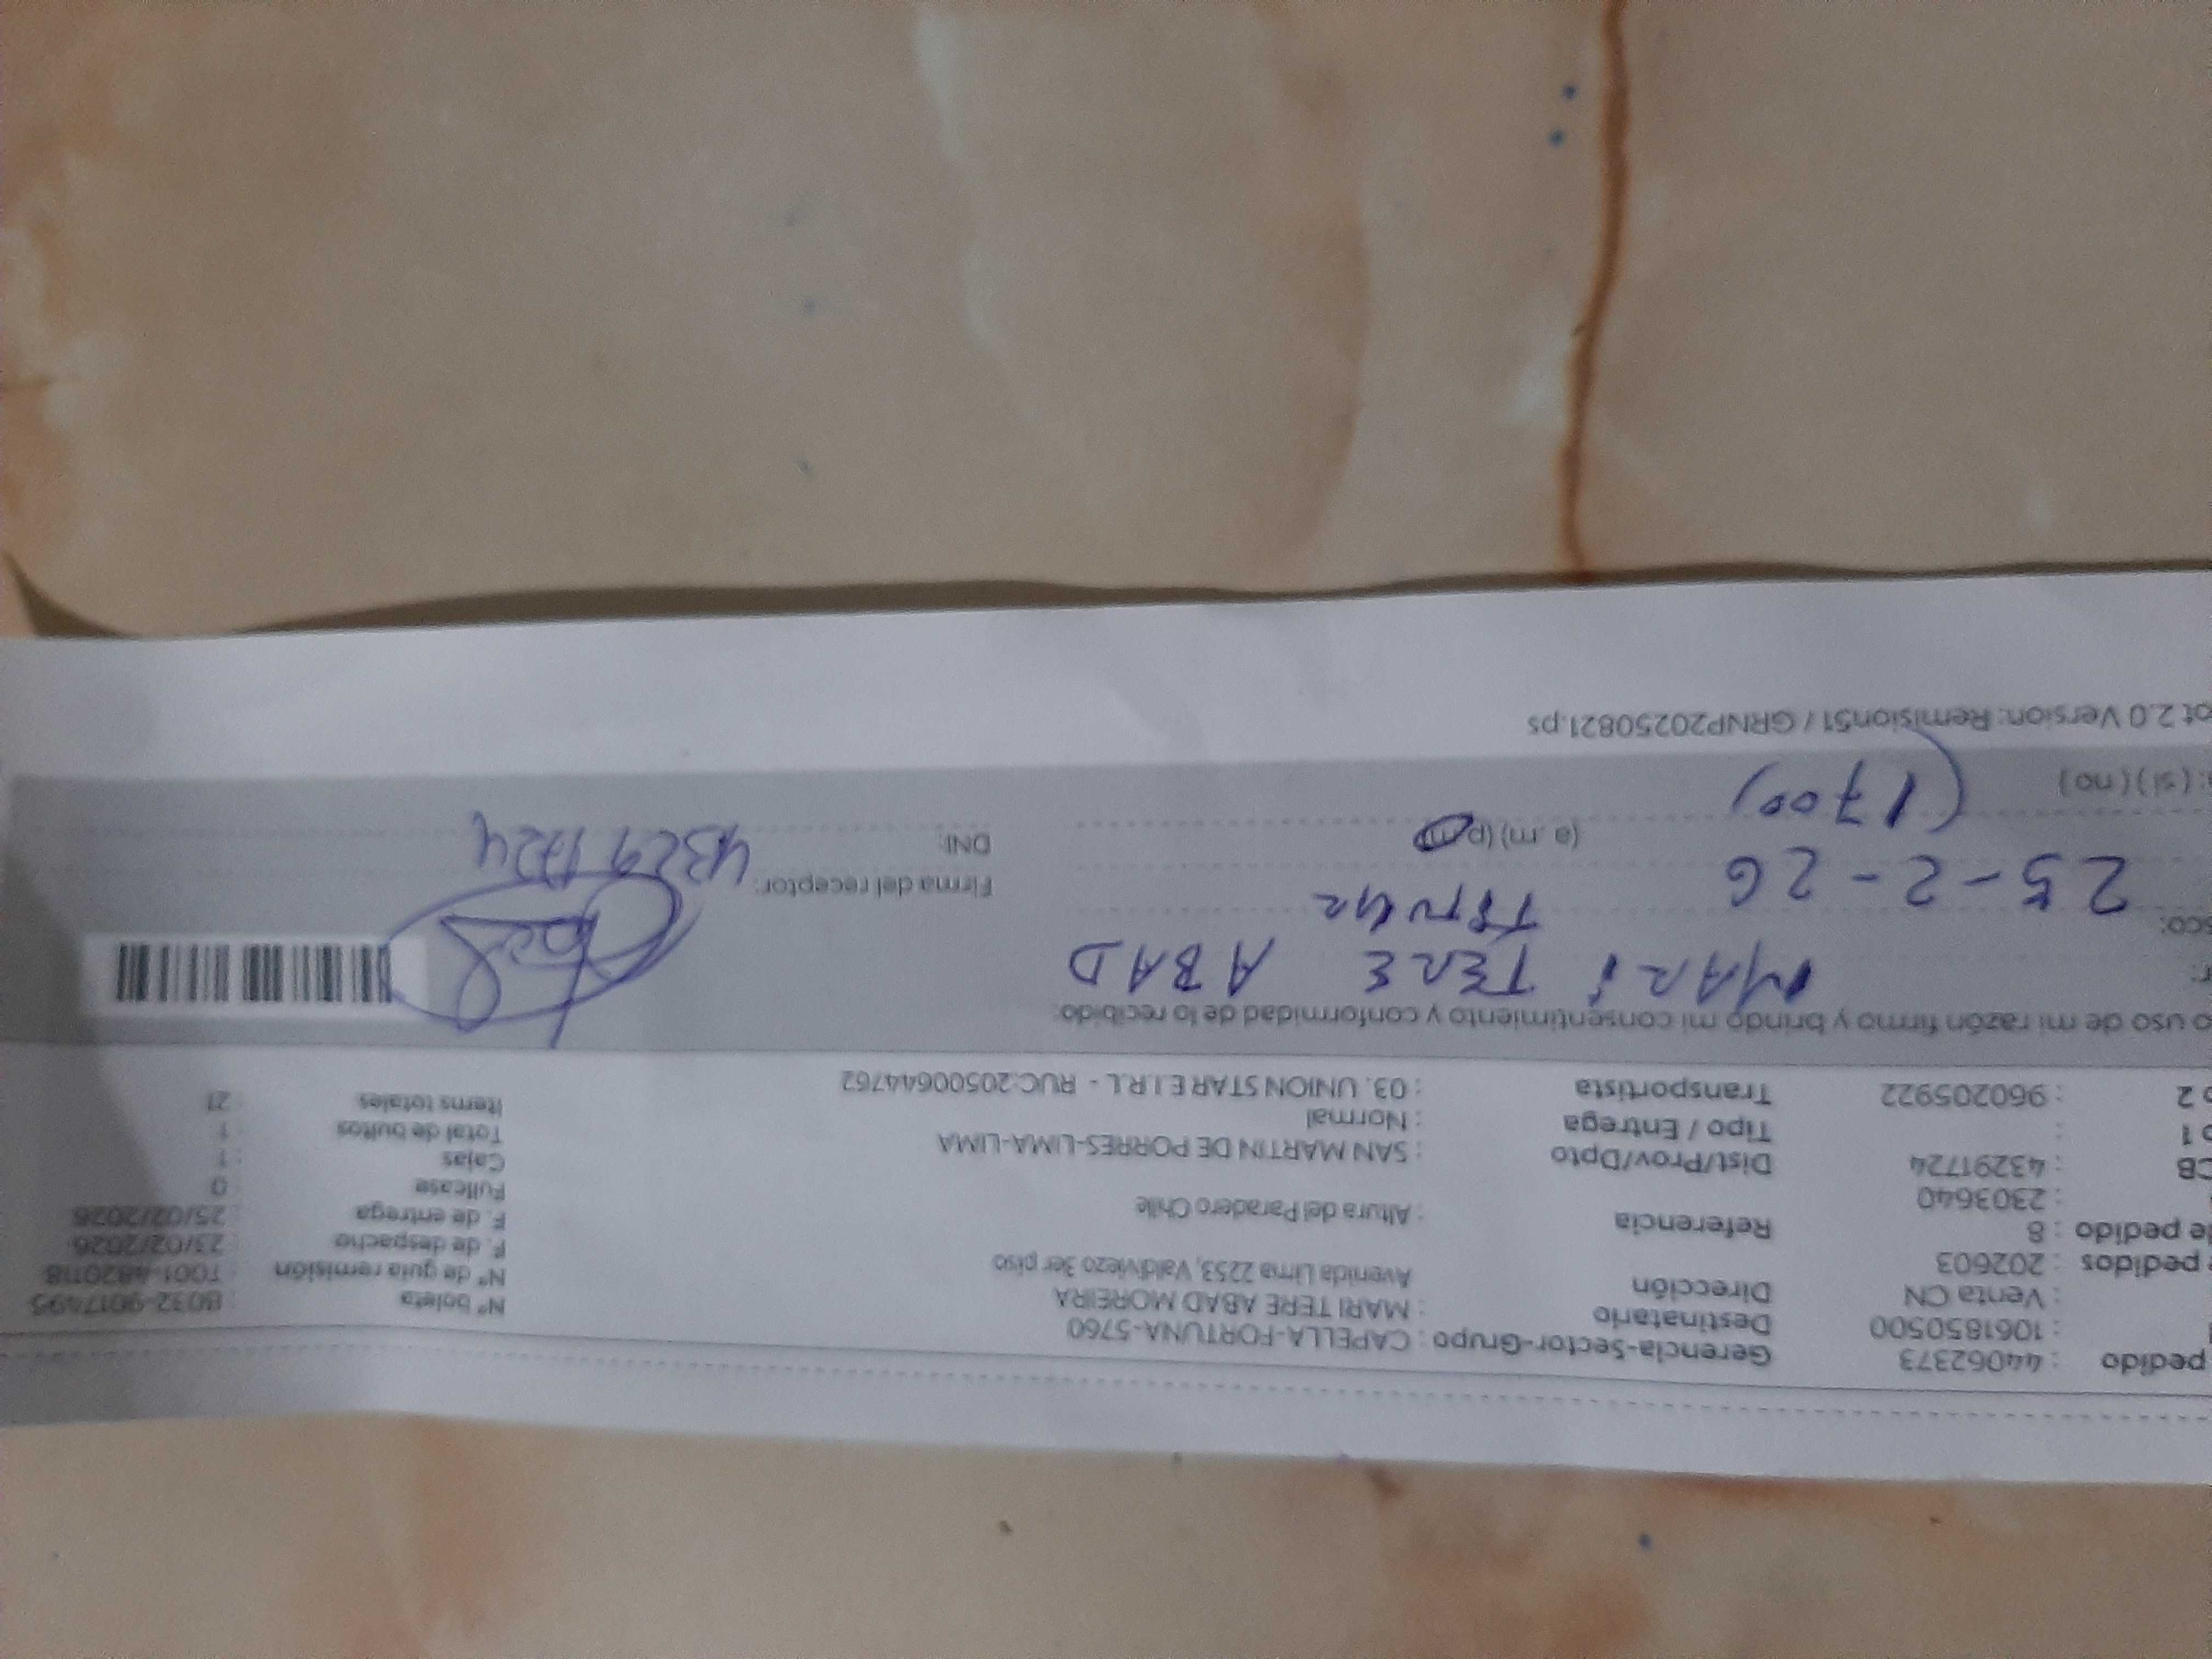 pedido : 44062373 Gerencia-Sector-Grupo : CAPELLA-FORTUNA-5760
: 1061850500 Destinatario : MARI TERE ABAD MOREIRA Nº boleta : B032-9017495
: Venta CN Dirección Avenida Lima 2253, Valdiviezo 3er piso Nº de guía remisión : T001-4820118
pedidos : 202603 F. de despacho : 23/02/2026
de pedido : 8 Referencia : Altura del Paradero Chile F. de entrega : 25/02/2026
: 2303640 Fullcase : 0
CB : 43291724 Dist/Prov/Dpto : SAN MARTIN DE PORRES-LIMA-LIMA Cajas : 1
o 1 : Tipo / Entrega : Normal Total de bultos : 1
o 2 : 960205922 Transportista : 03. UNION STAR E.I.R.L - RUC:20500644762 Items totales : 21
o uso de mi razón firmo y brindo mi consentimiento y conformidad de lo recibido:
r: MARI TERE ABAD
sco:
25-2-26 (a. m) (p. m) Firma del receptor:
DNI: 43291724
: (si) (no) (1700)
ot 2.0 Version: Remision51 / GRNP20250821.ps